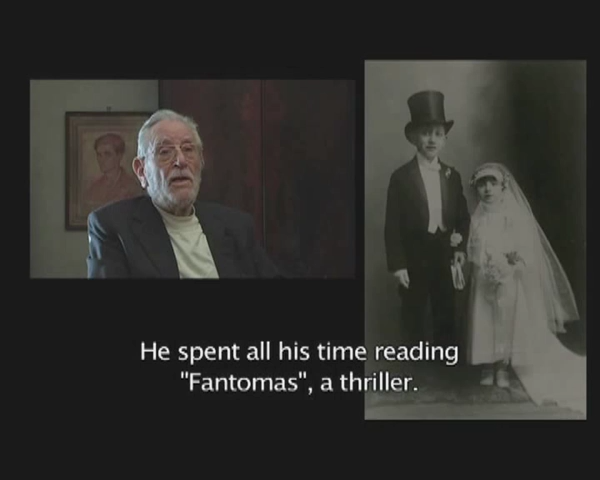 He spent all his time reading
"Fantomas", a thriller.